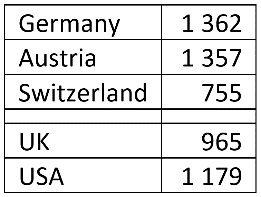 Germany 1 362
Austria 1 357
Switzerland 755
UK 965
USA 1 179